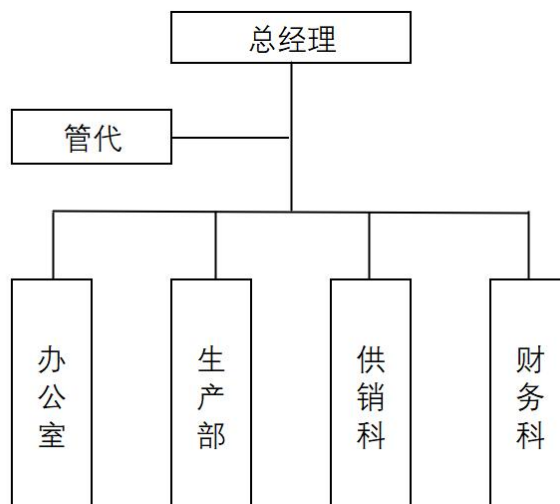 总经理
管代
办公室
生产部
供销科
财务科